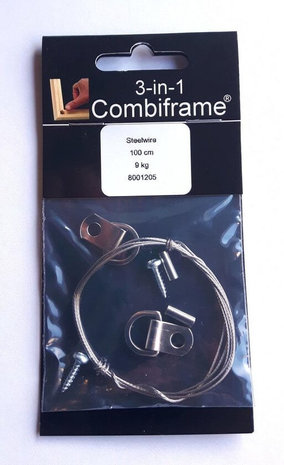 3-in-1
Combiframe®
Steelwire
100 cm
9 kg
8001205